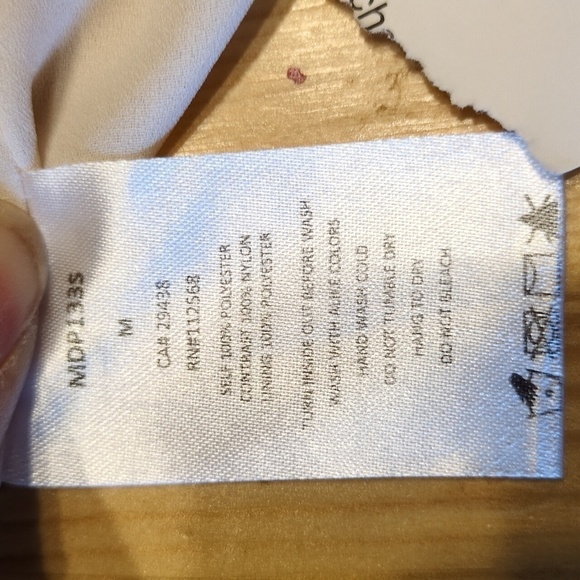 MDP133S
M
CA# 29438
RN#112568
SELF 100% POLYESTER
CONTRAST 100% NYLON
LINING 100% POLYESTER
TURN INSIDE OUT BEFORE WASH
WASH WITH ALIKE COLORS
HAND WASH COLD
DO NOT TUMBLE DRY
HANG TO DRY
DO NOT BLEACH